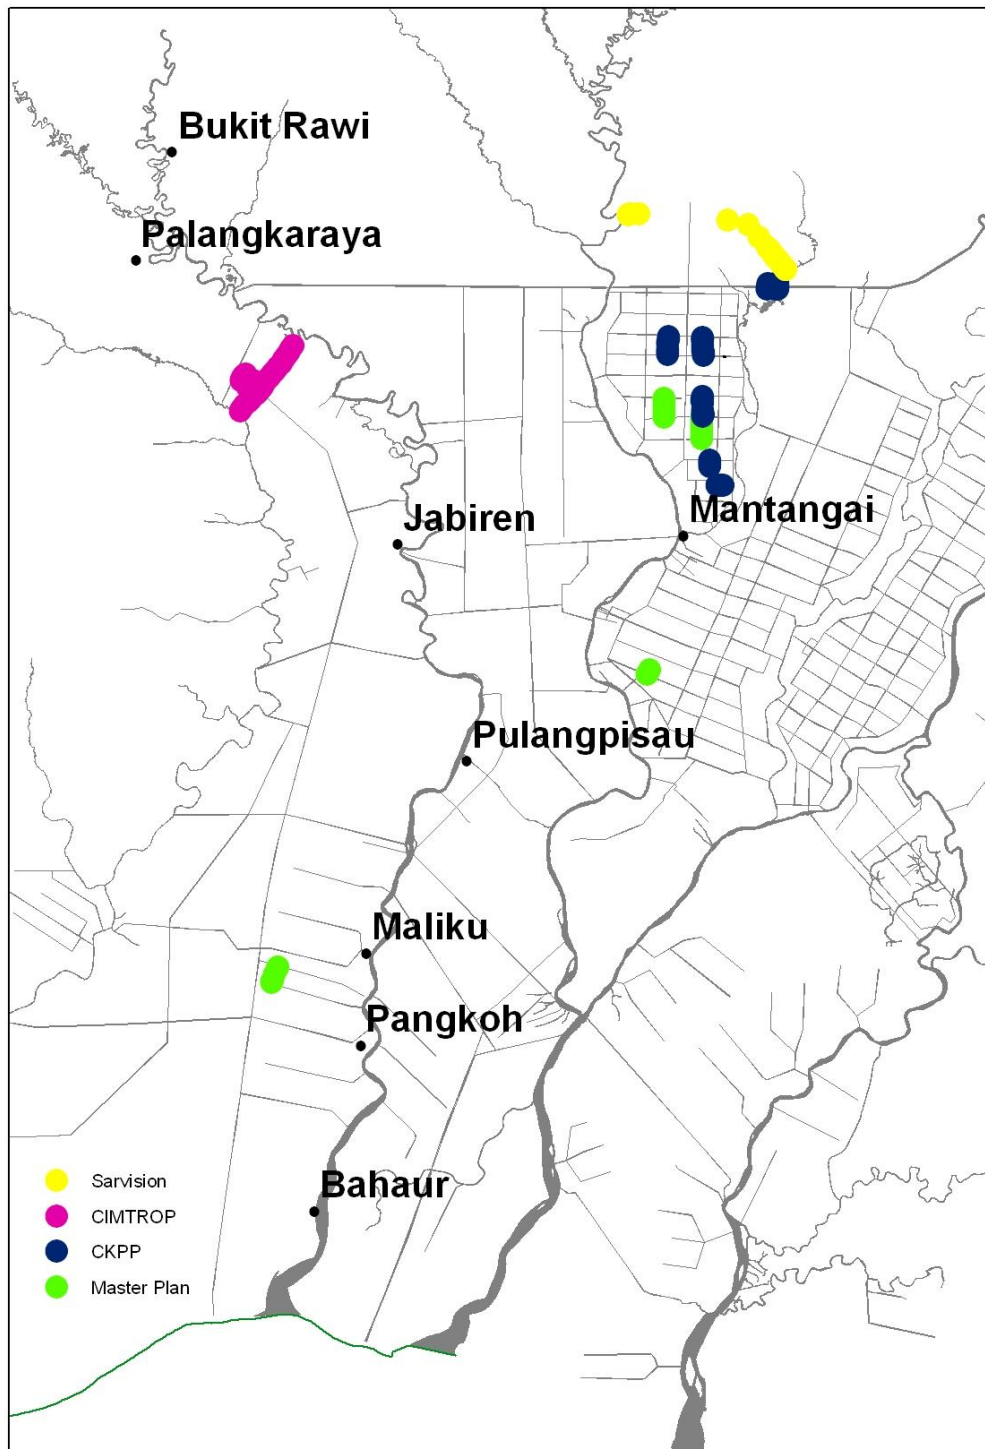 Bukit Rawi
Palangkaraya
Jabiren
Mantangai
Pulangpisau
Maliku
Pangkoh
Bahaur
Sarvision
CIMTROP
CKPP
Master Plan